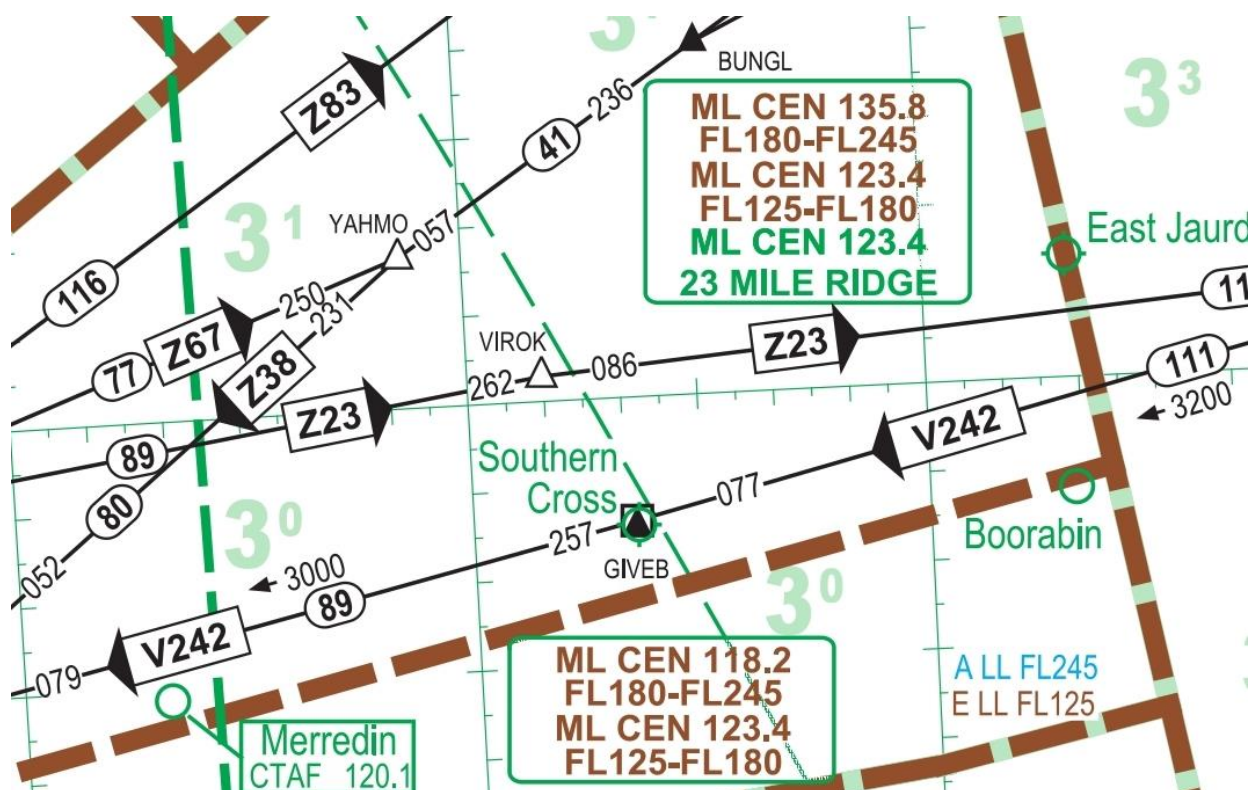 BUNGL
Z83
236
41
3 3
ML CEN 135.8
FL180-FL245
ML CEN 123.4
FL125-FL180
ML CEN 123.4
23 MILE RIDGE
3 1
YAHMO
057
East Jaurd
116
250
231
Z67
77
Z38
VIROK
086
Z23
11
262
111
3200
Z23
V242
89
80
Southern
Cross
077
3 0
257
GIVEB
Boorabin
052
3000
89
3 0
V242
079
ML CEN 118.2
FL180-FL245
ML CEN 123.4
FL125-FL180
A LL FL245
E LL FL125
Merredin
CTAF 120.1